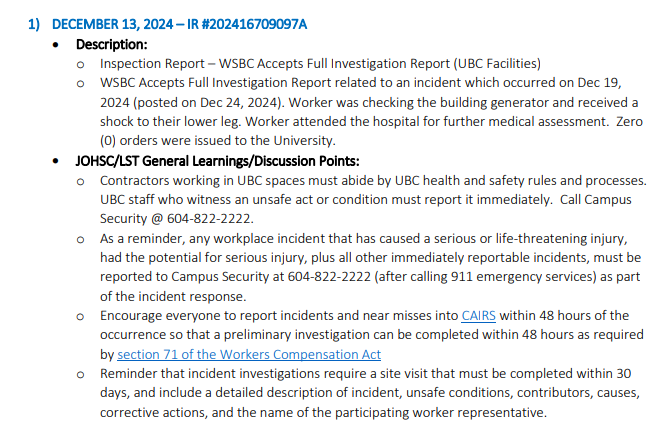 1) DECEMBER 13, 2024 – IR #202416709097A
• Description:
o Inspection Report – WSBC Accepts Full Investigation Report (UBC Facilities)
o WSBC Accepts Full Investigation Report related to an incident which occurred on Dec 19,
2024 (posted on Dec 24, 2024). Worker was checking the building generator and received a
shock to their lower leg. Worker attended the hospital for further medical assessment.  Zero
(0) orders were issued to the University.
• JOHSC/LST General Learnings/Discussion Points:
o Contractors working in UBC spaces must abide by UBC health and safety rules and processes.
UBC staff who witness an unsafe act or condition must report it immediately.  Call Campus
Security @ 604-822-2222.
o As a reminder, any workplace incident that has caused a serious or life-threatening injury,
had the potential for serious injury, plus all other immediately reportable incidents, must be
reported to Campus Security at 604-822-2222 (after calling 911 emergency services) as part
of the incident response.
o Encourage everyone to report incidents and near misses into CAIRS within 48 hours of the
occurrence so that a preliminary investigation can be completed within 48 hours as required
by section 71 of the Workers Compensation Act
o Reminder that incident investigations require a site visit that must be completed within 30
days, and include a detailed description of incident, unsafe conditions, contributors, causes,
corrective actions, and the name of the participating worker representative.